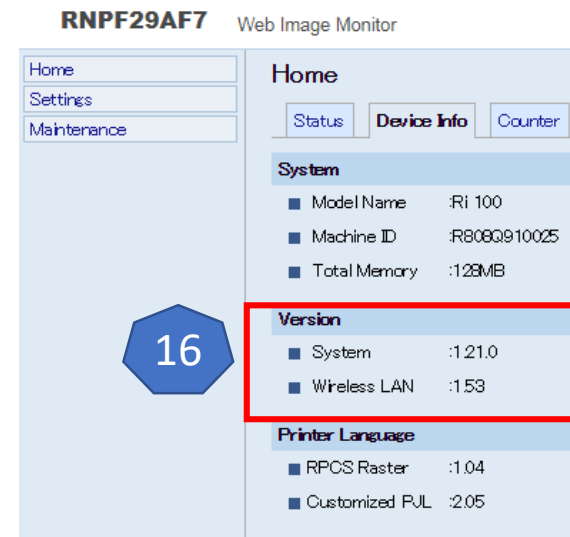 RNPF29AF7 Web Image Monitor
Home
Settings
Maintenance
Home
Status Device Info Counter
System
Model Name :Ri 100
Machine ID :R808Q910025
Total Memory :128MB
16
Version
System :1.21.0
Wireless LAN :1.53
Printer Language
RPCS Raster :1.04
Customized PJL :2.05